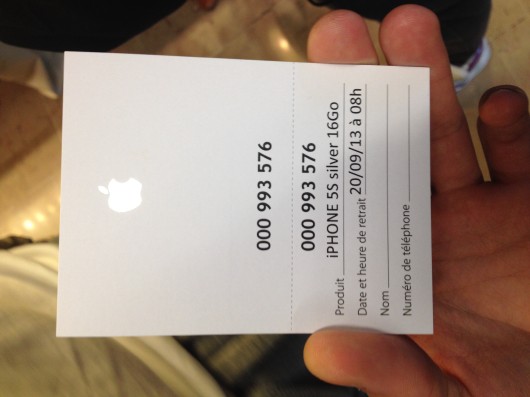 000 993 576
000 993 576
Produit iPHONE 5S silver 16Go
Date et heure de retrait 20/09/13 à 08h
Nom
Numéro de téléphone